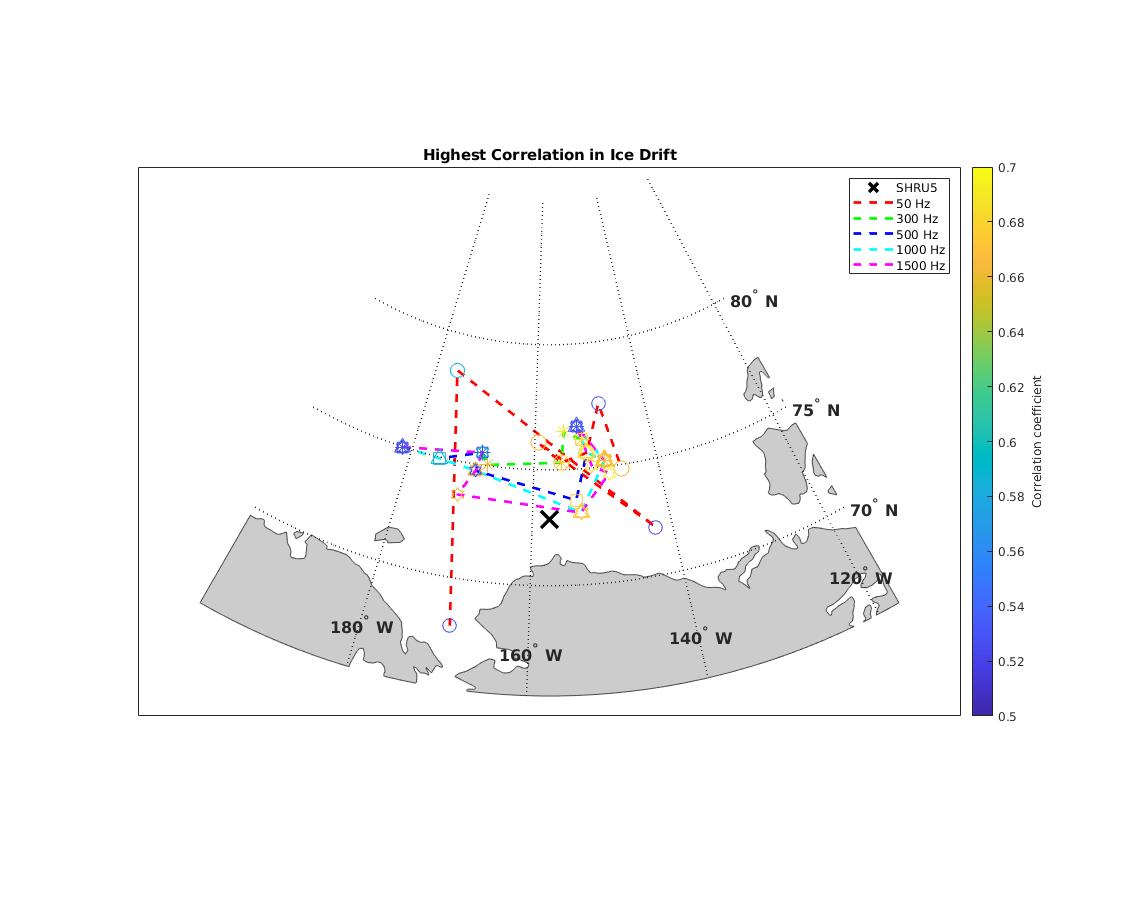 Highest Correlation in Ice Drift
SHRU5
50 Hz
300 Hz
500 Hz
1000 Hz
1500 Hz
80° N
75° N
70° N
120° W
140° W
160° W
180° W
0.7
0.68
0.66
0.64
0.62
0.6
0.58
0.56
0.54
0.52
0.5
Correlation coefficient